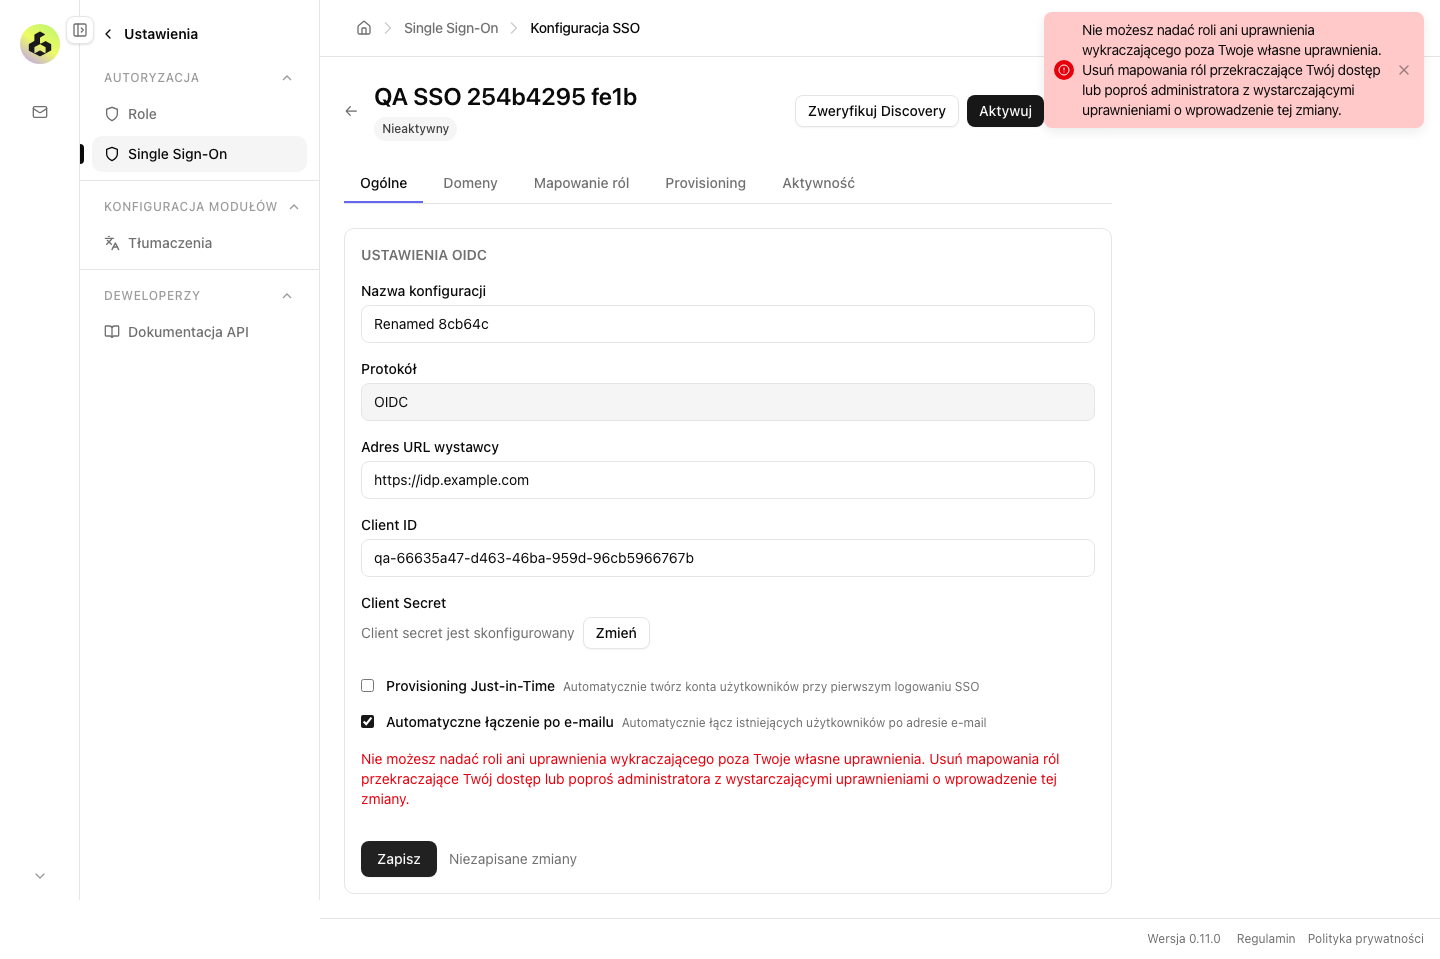 Ustawienia
AUTORYZACJA
Role
Single Sign-On
KONFIGURACJA MODUŁÓW
Tłumaczenia
DEWELOPERZY
Dokumentacja API
Single Sign-On
Konfiguracja SSO
Nie możesz nadać roli ani uprawnienia
wykraczającego poza Twoje własne uprawnienia.
Usuń mapowania ról przekraczające Twój dostęp
lub poproś administratora z wystarczającymi
uprawnieniami o wprowadzenie tej zmiany.
QA SSO 254b4295 fe1b
Nieaktywny
Zweryfikuj Discovery
Aktywuj
Ogólne
Domeny
Mapowanie ról
Provisioning
Aktywność
USTAWIENIA OIDC
Nazwa konfiguracji
Renamed 8cb64c
Protokół
OIDC
Adres URL wystawcy
https://idp.example.com
Client ID
qa-66635a47-d463-46ba-959d-96cb5966767b
Client Secret
Client secret jest skonfigurowany
Zmień
Provisioning Just-in-Time Automatycznie twórz konta użytkowników przy pierwszym logowaniu SSO
Automatyczne łączenie po e-mailu Automatycznie łącz istniejących użytkowników po adresie e-mail
Nie możesz nadać roli ani uprawnienia wykraczającego poza Twoje własne uprawnienia. Usuń mapowania ról
przekraczające Twój dostęp lub poproś administratora z wystarczającymi uprawnieniami o wprowadzenie tej
zmiany.
Zapisz
Niezapisane zmiany
Wersja 0.11.0
Regulamin
Polityka prywatności